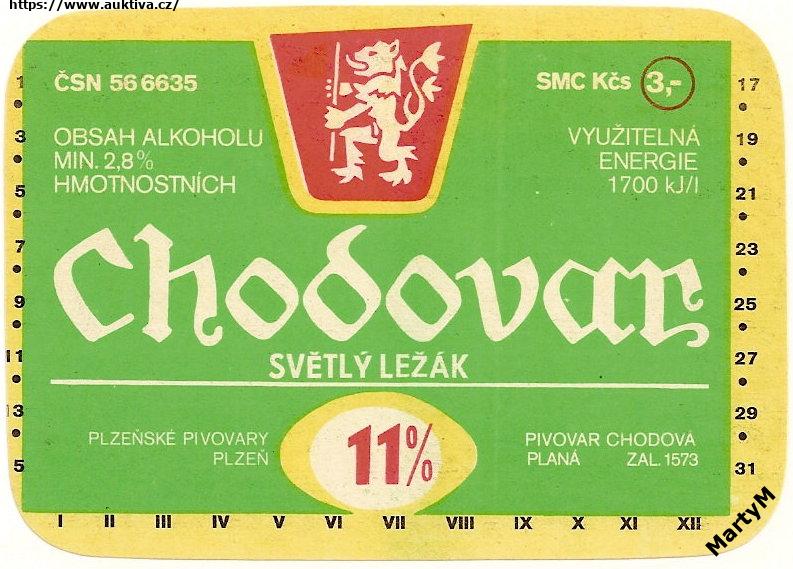 https://www.auktiva.cz/
ČSN 56 6635
OBSAH ALKOHOLU
MIN. 2,8%
HMOTNOSTNÍCH
SMC Kčs 3,-
VYUŽITELNÁ
ENERGIE
1700 kJ/l
Chodovar
SVĚTLÝ LEŽÁK
PLZEŇSKÉ PIVOVARY
PLZEŇ
11%
PIVOVAR CHODOVÁ
PLANÁ ZAL. 1573
1
3
5
7
9
11
13
5
17
19
21
23
25
27
29
31
I II III IV V VI VII VIII IX X XI XII
MartyM